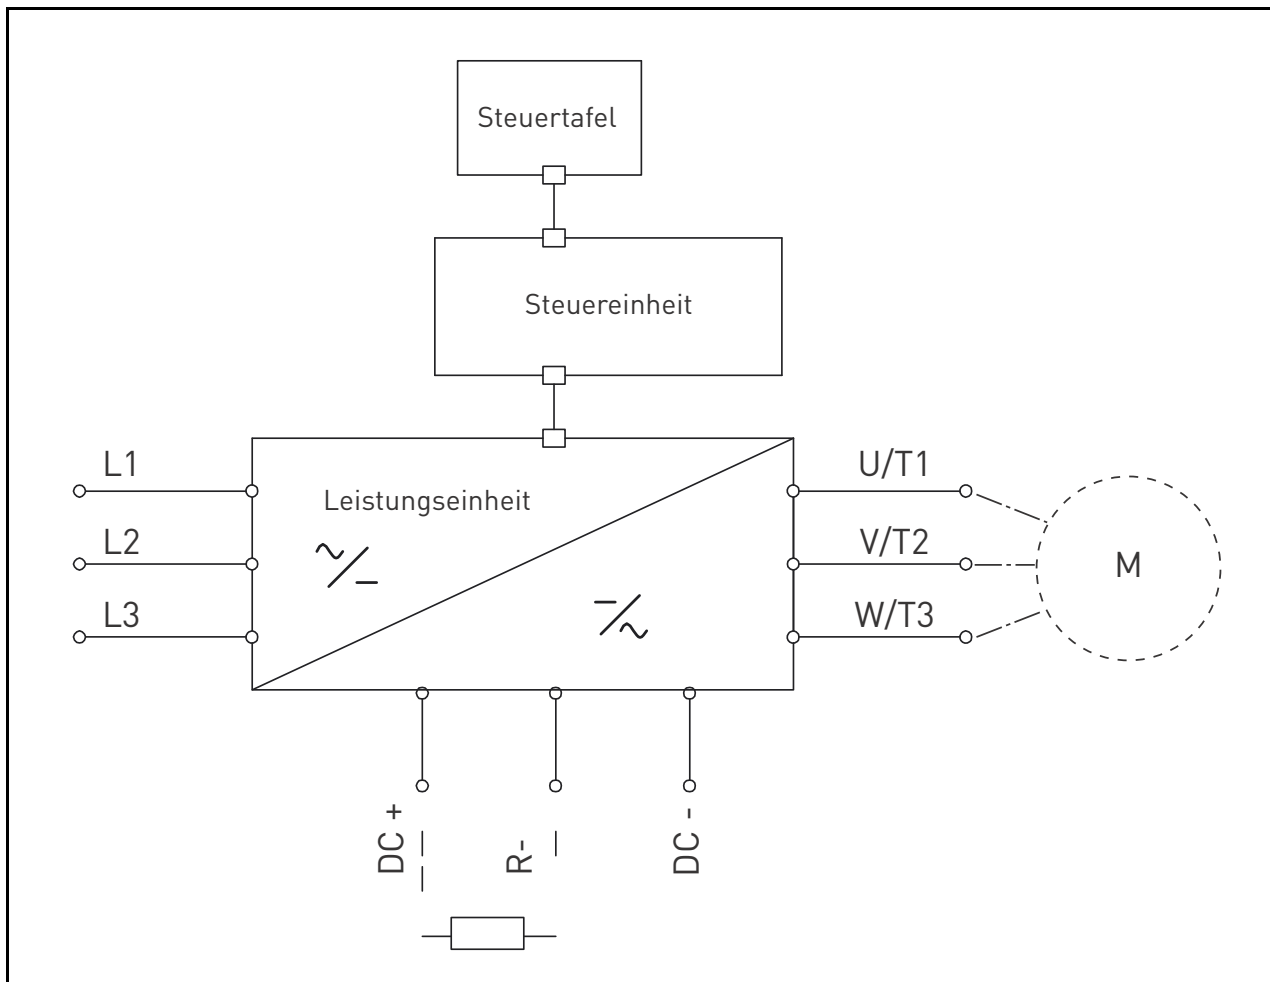 Steuertafel
Steuereinheit
Leistungseinheit
L1
L2
L3
U/T1
V/T2
W/T3
M
DC +
R-
DC -